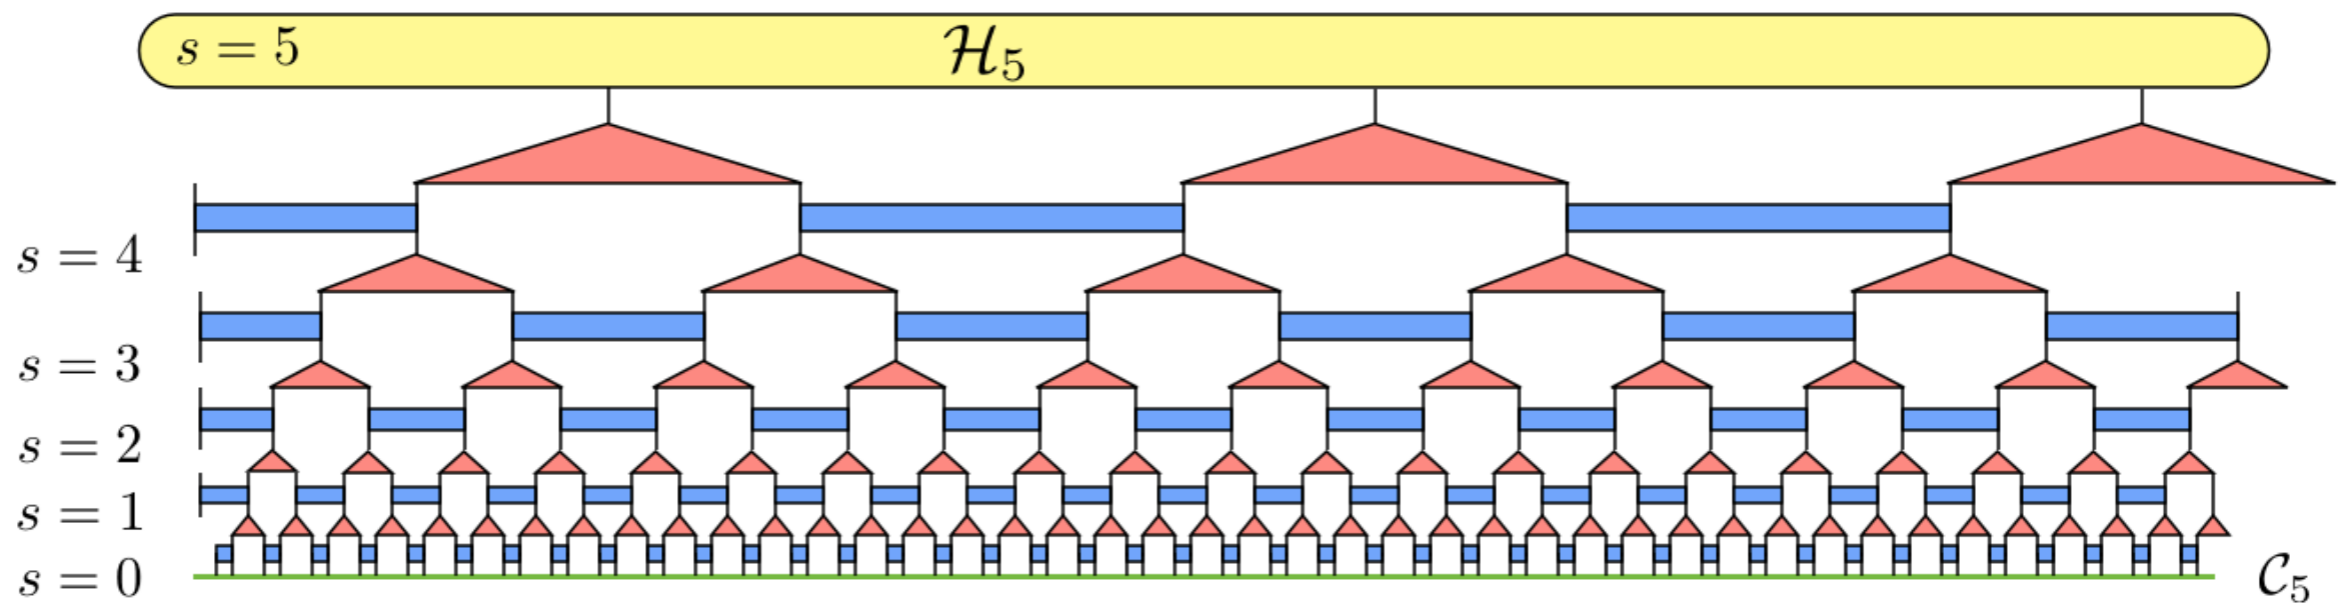 s = 5
ℋ₅
s = 4
s = 3
s = 2
s = 1
s = 0
𝒞₅